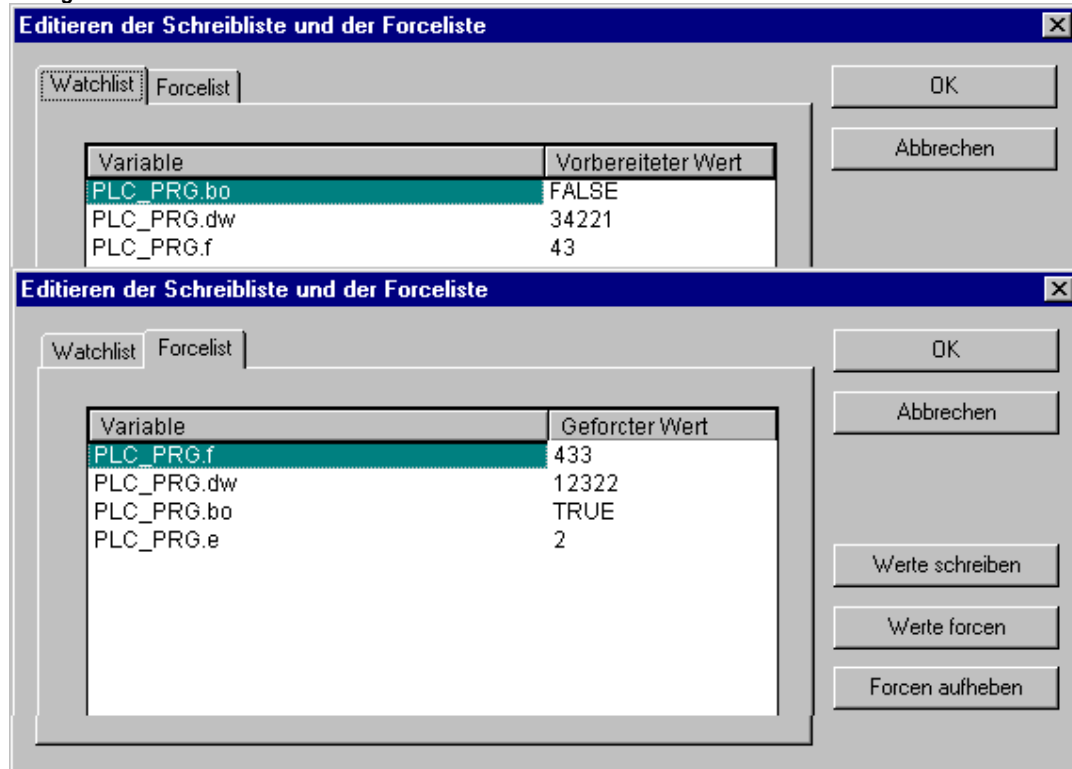 Editieren der Schreibliste und der Forceliste
Watchlist Forcelist
OK
Abbrechen
Variable Vorbereiteter Wert
PLC_PRG.bo FALSE
PLC_PRG.dw 34221
PLC_PRG.f 43
Editieren der Schreibliste und der Forceliste
Watchlist Forcelist
OK
Abbrechen
Variable Geforcter Wert
PLC_PRG.f 433
PLC_PRG.dw 12322
PLC_PRG.bo TRUE
PLC_PRG.e 2
Werte schreiben
Werte forcen
Forcen aufheben